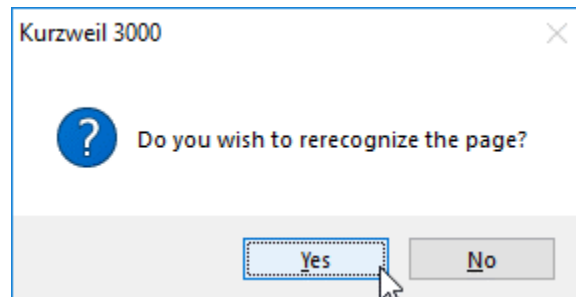 Kurzweil 3000
Do you wish to rerecognize the page?
Yes No